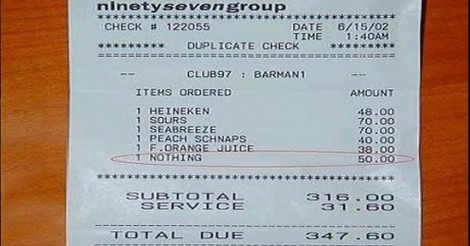 ninetysevengroup
CHECK # 122055 DATE 6/15/02
TIME 1:40AM
********* DUPLICATE CHECK *********
-- CLUB97 : BARMAN1 --
ITEMS ORDERED AMOUNT
1 HEINEKEN 48.00
1 SOURS 70.00
1 SEABREEZE 70.00
1 PEACH SCHNAPS 40.00
1 F.ORANGE JUICE 38.00
1 NOTHING 50.00
SUBTOTAL 316.00
SERVICE 31.60
TOTAL DUE 347.60